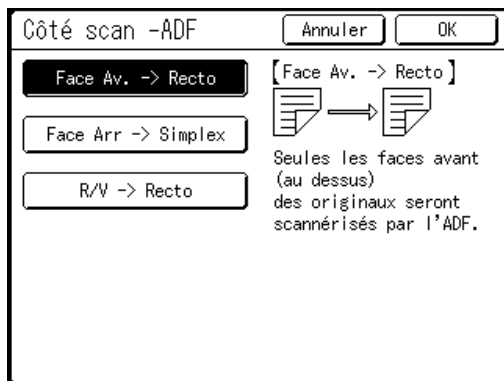 Côté scan -ADF
Annuler
OK
Face Av. -> Recto
Face Arr -> Simplex
R/V -> Recto
[Face Av. -> Recto]
Seules les faces avant
(au dessus)
des originaux seront
scannérisés par l'ADF.